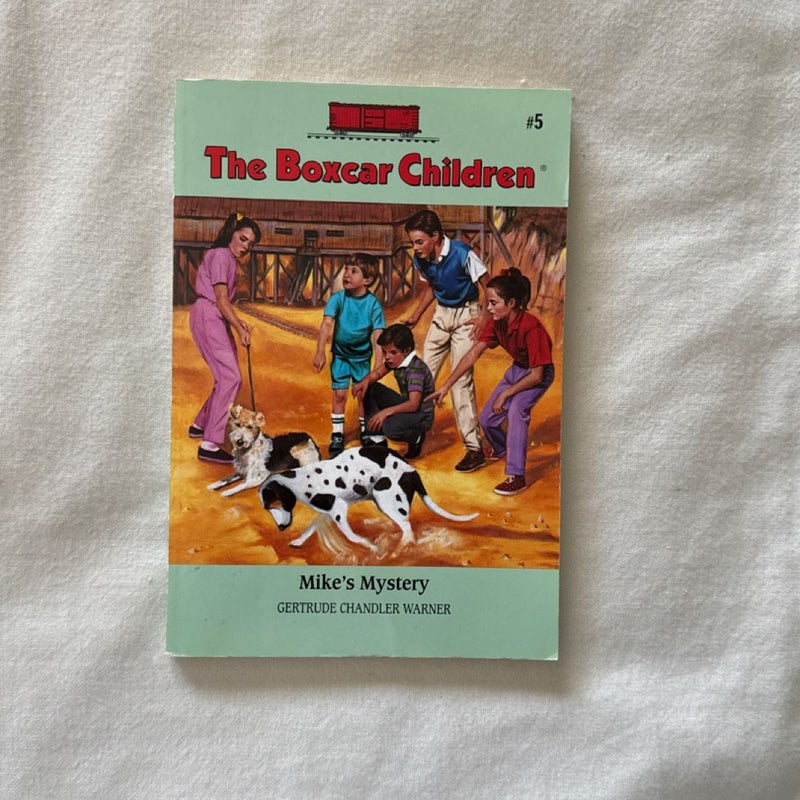 #5
The Boxcar Children®
Mike's Mystery
GERTRUDE CHANDLER WARNER